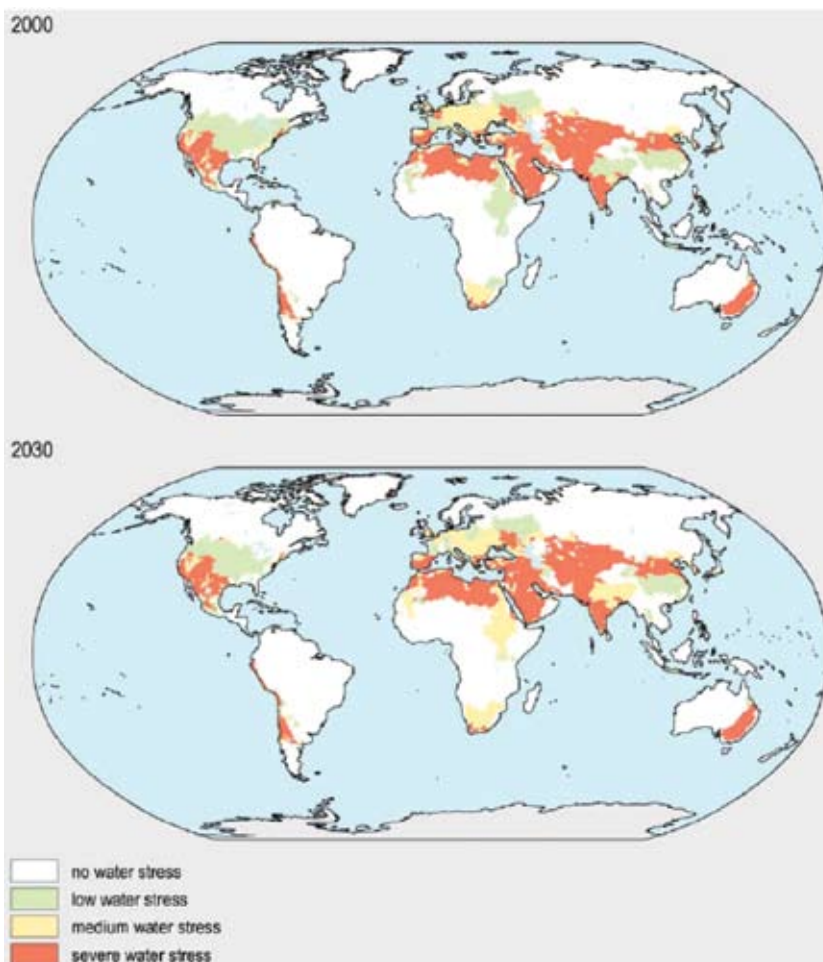 2000
2030
no water stress
low water stress
medium water stress
severe water stress